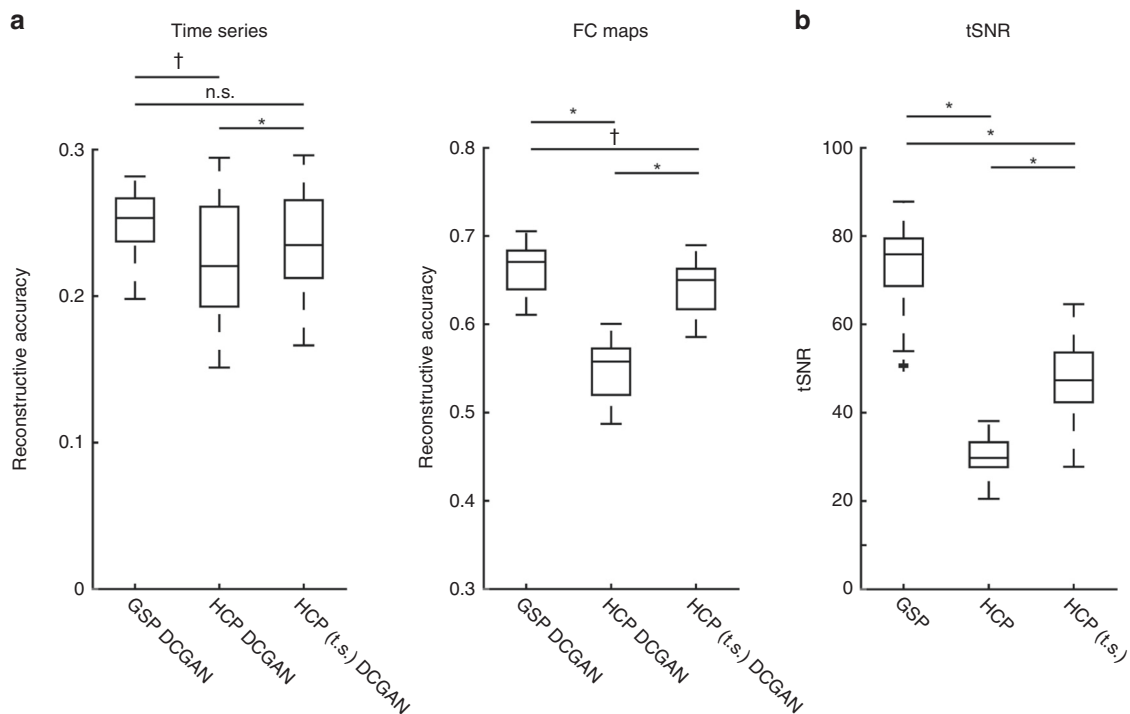 a
Time series
†
n.s.
*
0.3
0.2
0.1
0
Reconstructive accuracy
GSP DCGAN
HCP DCGAN
HCP (t.s.) DCGAN
FC maps
*
†
*
0.8
0.7
0.6
0.5
0.4
0.3
Reconstructive accuracy
GSP DCGAN
HCP DCGAN
HCP (t.s.) DCGAN
b
tSNR
*
*
*
100
80
60
40
20
0
tSNR
GSP
HCP
HCP (t.s.)